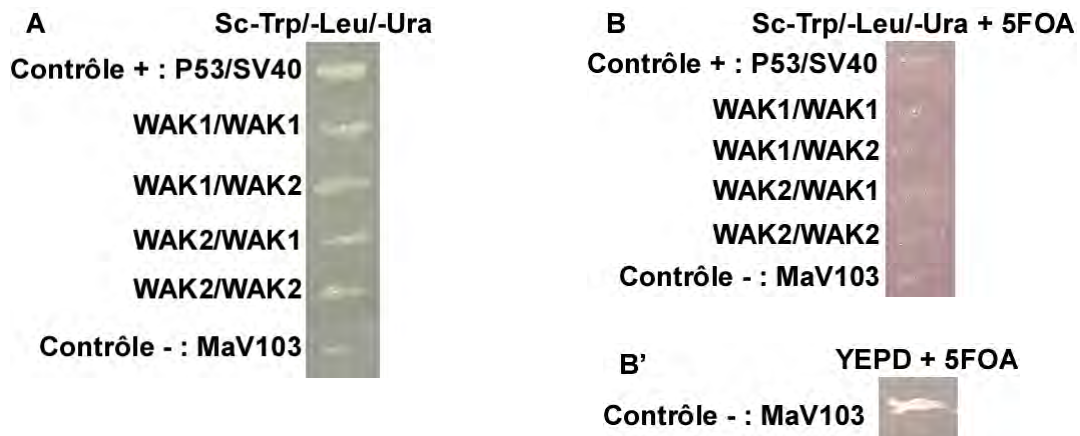 A Sc-Trp/-Leu/-Ura
Contrôle + : P53/SV40
WAK1/WAK1
WAK1/WAK2
WAK2/WAK1
WAK2/WAK2
Contrôle - : MaV103
B Sc-Trp/-Leu/-Ura + 5FOA
Contrôle + : P53/SV40
WAK1/WAK1
WAK1/WAK2
WAK2/WAK1
WAK2/WAK2
Contrôle - : MaV103
B' YEPD + 5FOA
Contrôle - : MaV103